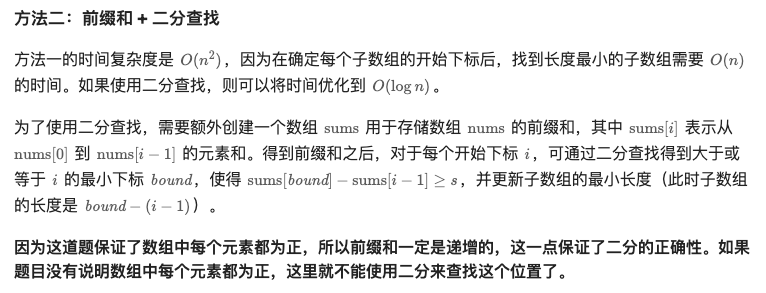 方法二：前缀和 + 二分查找
方法一的时间复杂度是 O(n²)，因为在确定每个子数组的开始下标后，找到长度最小的子数组需要 O(n)
的时间。如果使用二分查找，则可以将时间优化到 O(log n)。
为了使用二分查找，需要额外创建一个数组 sums 用于存储数组 nums 的前缀和，其中 sums[i] 表示从
nums[0] 到 nums[i − 1] 的元素和。得到前缀和之后，对于每个开始下标 i，可通过二分查找得到大于或
等于 i 的最小下标 bound，使得 sums[bound] − sums[i − 1] ≥ s，并更新子数组的最小长度（此时子数组
的长度是 bound − (i − 1)）。
因为这道题保证了数组中每个元素都为正，所以前缀和一定是递增的，这一点保证了二分的正确性。如果
题目没有说明数组中每个元素都为正，这里就不能使用二分来查找这个位置了。